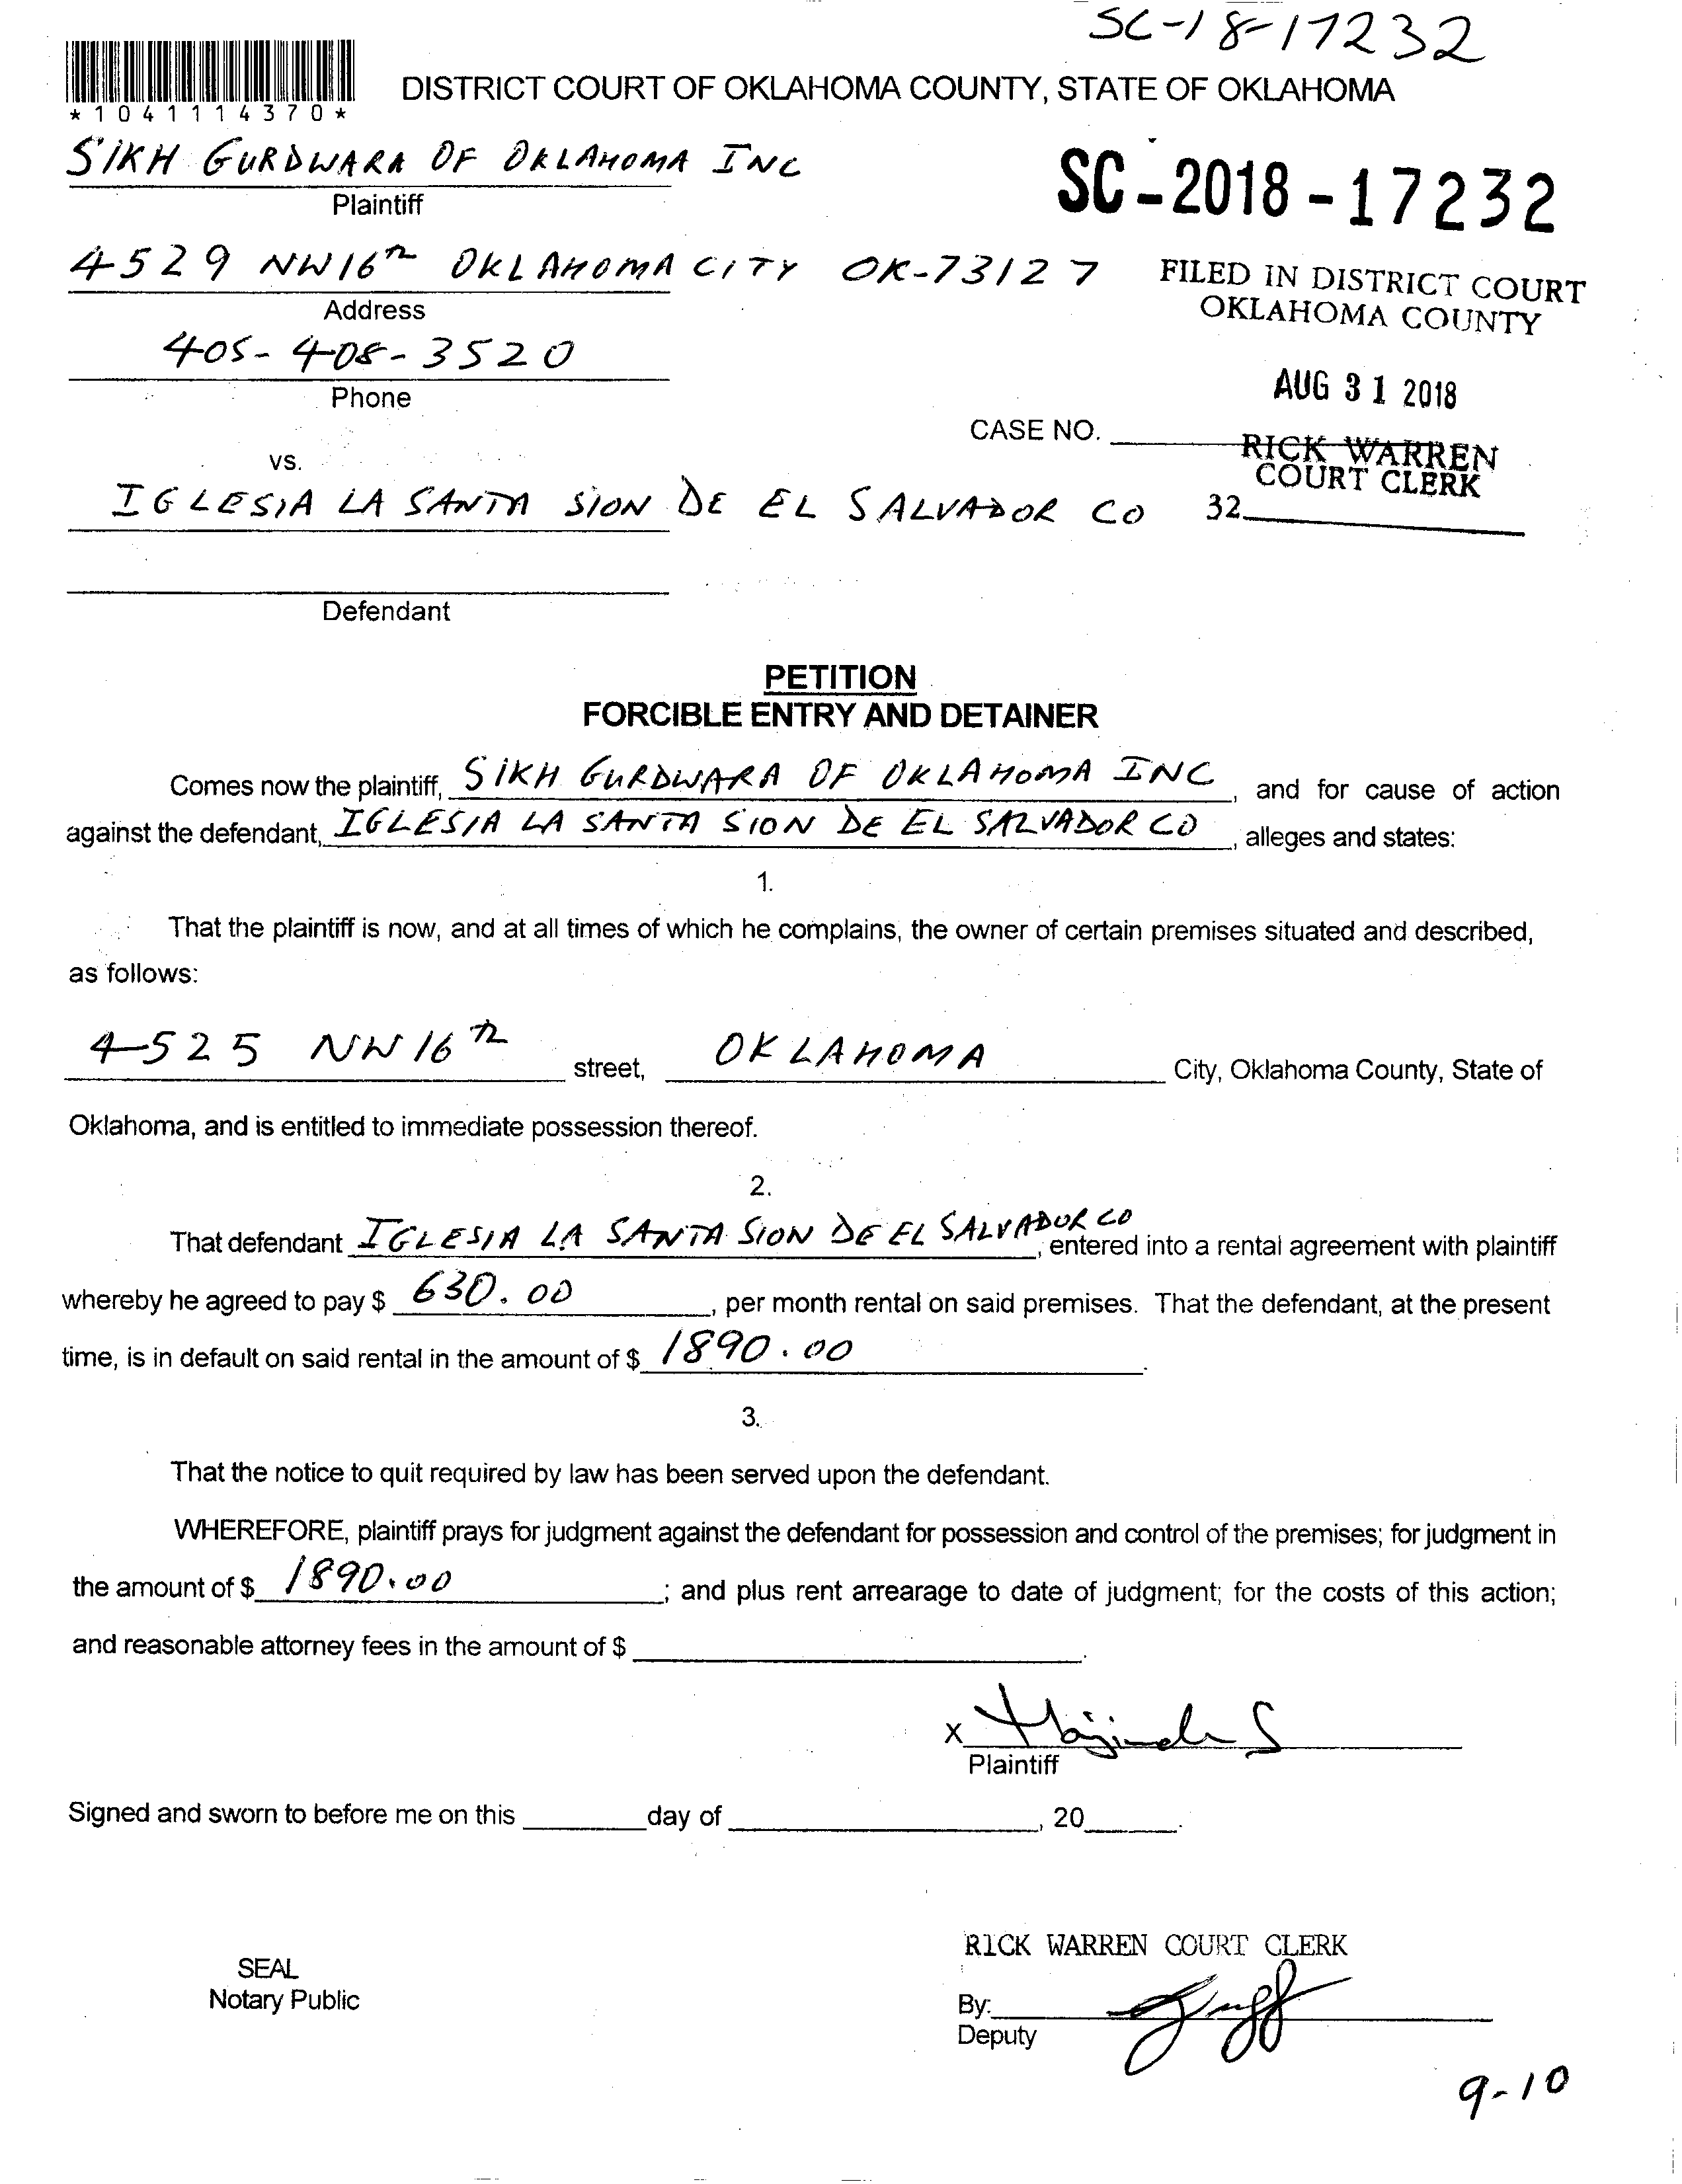 SC-18-17232
*1041114370*
DISTRICT COURT OF OKLAHOMA COUNTY, STATE OF OKLAHOMA
SIKH GURDWARA OF OKLAHOMA INC
Plaintiff
SC-2018-17232
4529 NW16th OKLAHOMA CITY OK-73127
Address
FILED IN DISTRICT COURT
OKLAHOMA COUNTY
405-408-3520
Phone
AUG 31 2018
CASE NO.
RICK WARREN
COURT CLERK
vs.
IGLESIA LA SANTA SION DE EL SALVADOR CO
32
Defendant
PETITION
FORCIBLE ENTRY AND DETAINER
Comes now the plaintiff, SIKH GURDWARA OF OKLAHOMA INC, and for cause of action
against the defendant, IGLESIA LA SANTA SION DE EL SALVADOR CO, alleges and states:
1.
That the plaintiff is now, and at all times of which he complains, the owner of certain premises situated and described,
as follows:
4525 NW 16th street, OKLAHOMA City, Oklahoma County, State of
Oklahoma, and is entitled to immediate possession thereof.
2.
That defendant IGLESIA LA SANTA SION DE EL SALVADOR CO, entered into a rental agreement with plaintiff
whereby he agreed to pay $ 630.00, per month rental on said premises. That the defendant, at the present
time, is in default on said rental in the amount of $ 1890.00.
3.
That the notice to quit required by law has been served upon the defendant.
WHEREFORE, plaintiff prays for judgment against the defendant for possession and control of the premises; for judgment in
the amount of $ 1890.00; and plus rent arrearage to date of judgment; for the costs of this action;
and reasonable attorney fees in the amount of $ .
X
Plaintiff
Signed and sworn to before me on this day of , 20 .
RICK WARREN COURT CLERK
SEAL
Notary Public
By:
Deputy
9-10